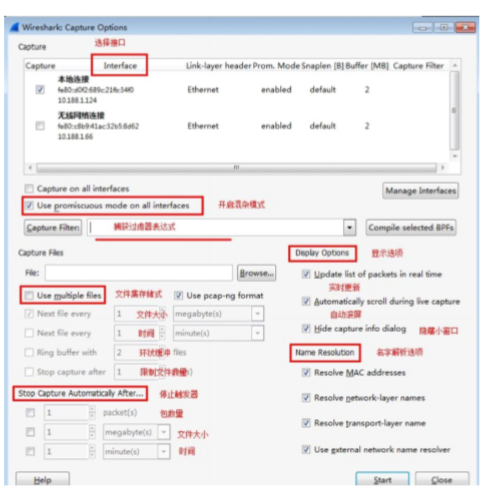 Wireshark: Capture Options
Capture 选择接口
Capture Interface Link-layer header Prom. Mode Snaplen [B] Buffer [MB] Capture Filter
本地连接
Ethernet enabled default 2
10.188.1.124
无线网络连接
fe80::c8b9:41ac:32b5:8d62 Ethernet enabled default 2
10.188.1.66
Capture on all interfaces
Manage Interfaces
Use promiscuous mode on all interfaces 开启混杂模式
Capture Filter: 捕获过虑器表达式 Compile selected BPFs
Capture Files
File: Browse...
Use multiple files 文件集存储式 Use pcap-ng format
Next file every 1 文件大小 megabyte(s)
Next file every 1 时间 minute(s)
Ring buffer with 2 环状缓冲 files
Stop capture after 1 限制文件数量
Stop Capture Automatically After... 停止触发器
1 packet(s) 包数量
1 megabyte(s) 文件大小
1 minute(s) 时间
Display Options 显示选项
Update list of packets in real time
实时更新
Automatically scroll during live capture
自动滚屏
Hide capture info dialog 隐藏小窗口
Name Resolution 名字解析选项
Resolve MAC addresses
Resolve network-layer names
Resolve transport-layer name
Use external network name resolver
Help Start Close